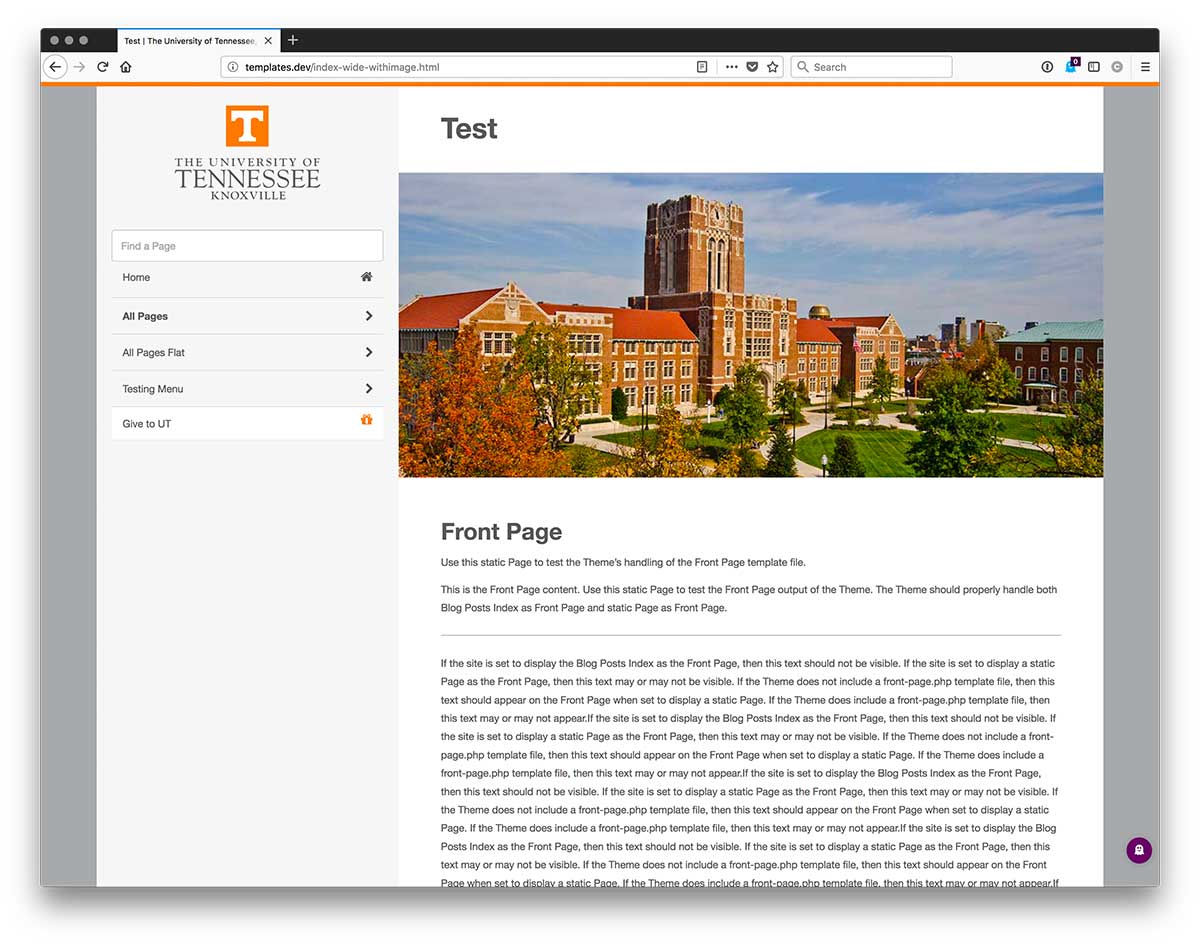 Test | The University of Tennessee,
templates.dev/index-wide-withimage.html
Search
0
T
THE UNIVERSITY OF
TENNESSEE
KNOXVILLE
Find a Page
Home
All Pages
All Pages Flat
Testing Menu
Give to UT
Test
Front Page
Use this static Page to test the Theme's handling of the Front Page template file.
This is the Front Page content. Use this static Page to test the Front Page output of the Theme. The Theme should properly handle both
Blog Posts Index as Front Page and static Page as Front Page.
If the site is set to display the Blog Posts Index as the Front Page, then this text should not be visible. If the site is set to display a static
Page as the Front Page, then this text may or may not be visible. If the Theme does not include a front-page.php template file, then this
text should appear on the Front Page when set to display a static Page. If the Theme does include a front-page.php template file, then
this text may or may not appear.If the site is set to display the Blog Posts Index as the Front Page, then this text should not be visible. If
the site is set to display a static Page as the Front Page, then this text may or may not be visible. If the Theme does not include a front-
page.php template file, then this text should appear on the Front Page when set to display a static Page. If the Theme does include a
front-page.php template file, then this text may or may not appear.If the site is set to display the Blog Posts Index as the Front Page,
then this text should not be visible. If the site is set to display a static Page as the Front Page, then this text may or may not be visible. If
the Theme does not include a front-page.php template file, then this text should appear on the Front Page when set to display a static
Page. If the Theme does include a front-page.php template file, then this text may or may not appear.If the site is set to display the Blog
Posts Index as the Front Page, then this text should not be visible. If the site is set to display a static Page as the Front Page, then this
text may or may not be visible. If the Theme does not include a front-page.php template file, then this text should appear on the Front
Page when set to display a static Page. If the Theme does include a front-page.php template file, then this text may or may not appear.If